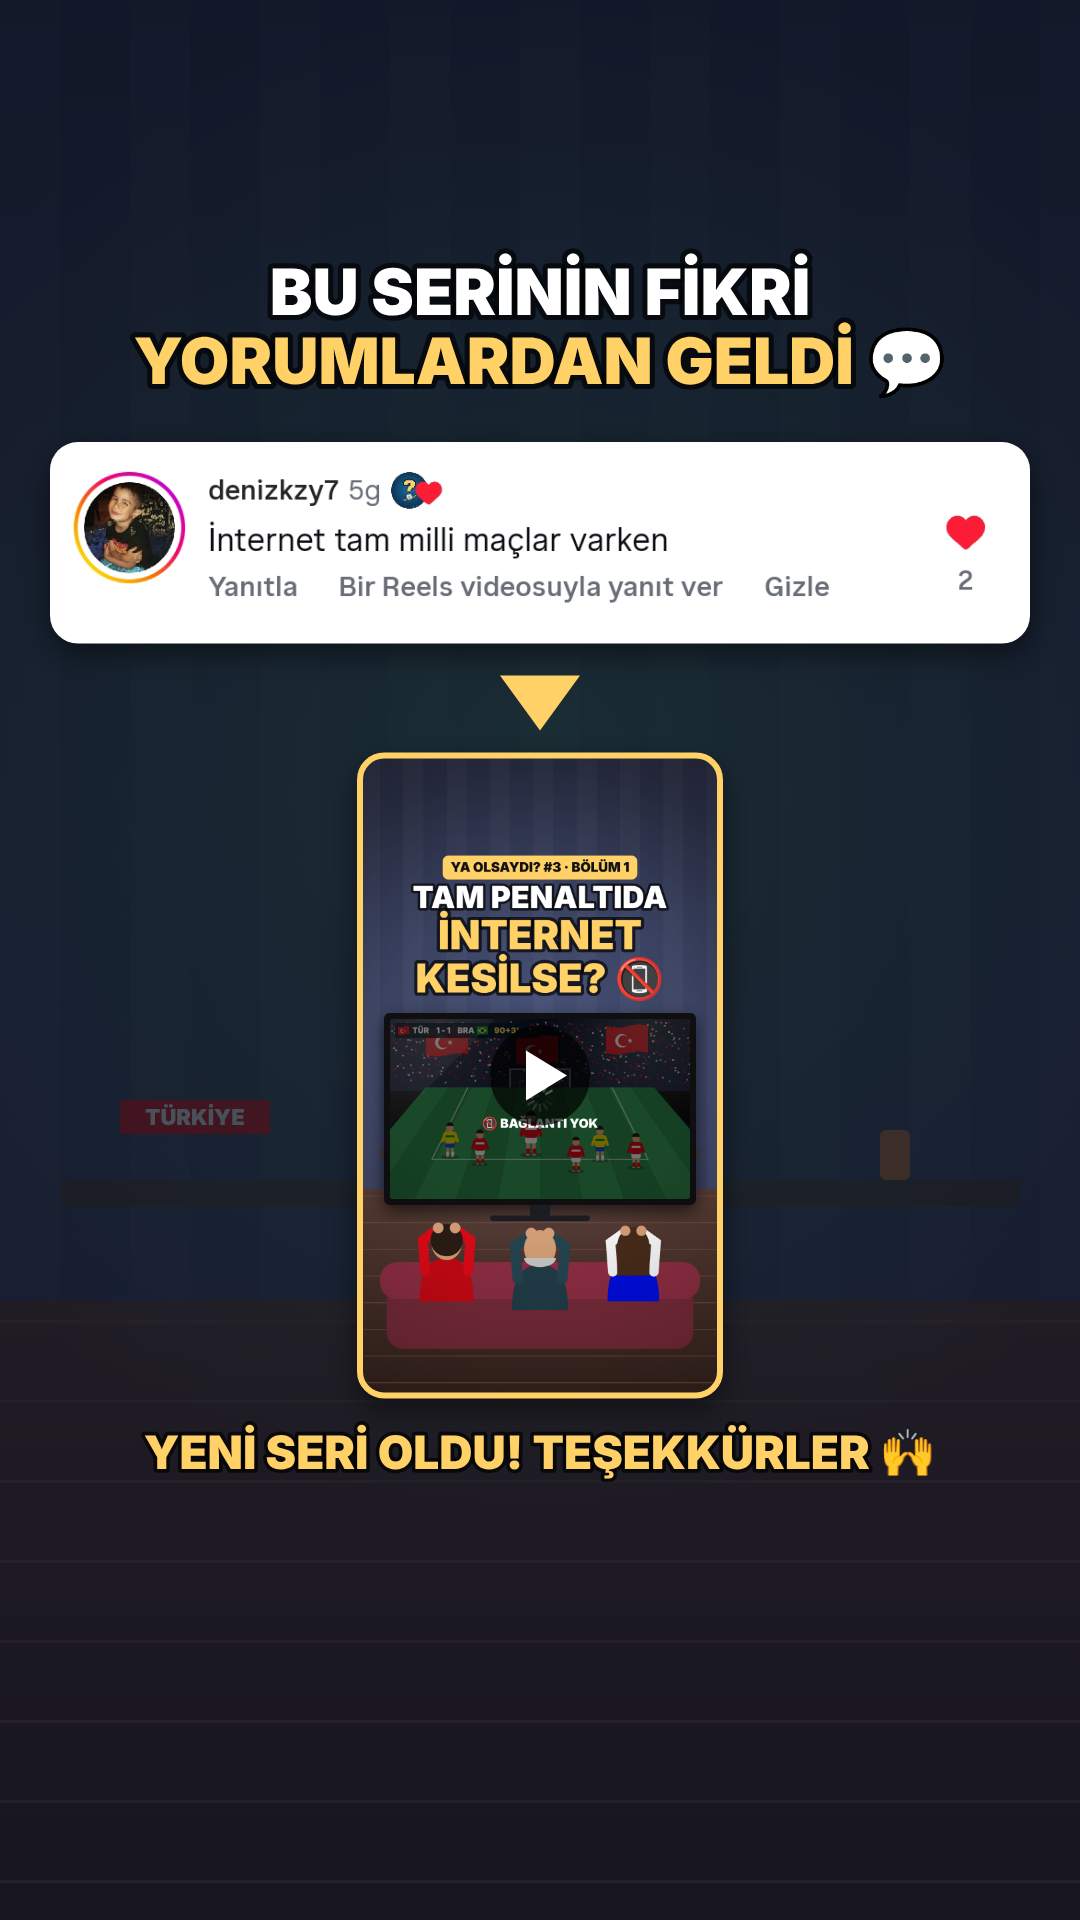 BU SERİNİN FİKRİ
YORUMLARDAN GELDİ 💬
denizkzy7 5g
İnternet tam milli maçlar varken
Yanıtla Bir Reels videosuyla yanıt ver Gizle
2
YA OLSAYDI? #3 · BÖLÜM 1
TAM PENALTIDA
İNTERNET
KESİLSE? 📵
TÜR 1-1 BRA 90+3'
BAĞLANTI YOK
TÜRKİYE
YENİ SERİ OLDU! TEŞEKKÜRLER 🙌